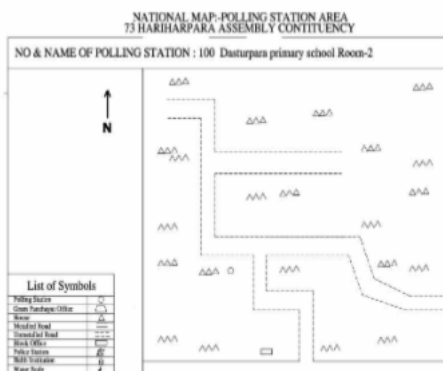 NATIONAL MAP:-POLLING STATION AREA
73 HARIHARPARA ASSEMBLY CONTITUENCY
NO & NAME OF POLLING STATION : 100 Dasturpara primary school Room-2
N
List of Symbols
Polling Station
Gram Panchayat Office
House
Metalled Road
Unmetalled Road
Block Office
Police Station
Helth Institution